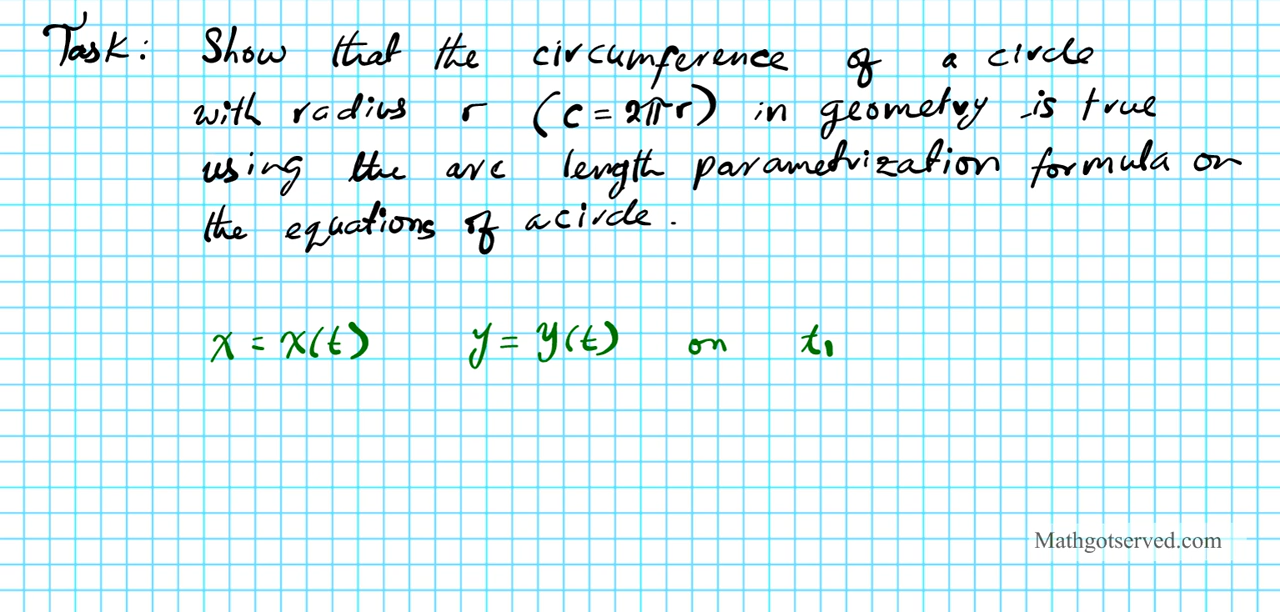 Task: Show that the circumference of a circle
with radius r (c = 2πr) in geometry is true
using the arc length parametrization formula on
the equations of a circle.
x = x(t) y = y(t) on t₁
Mathgotserved.com